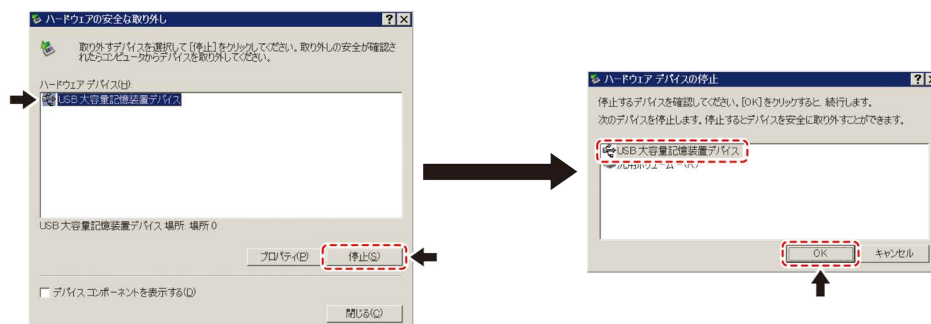 ハードウェアの安全な取り外し
取り外すデバイスを選択して[停止]をクリックしてください。取り外しの安全が確認さ
れたらコンピュータからデバイスを取り外してください。
ハードウェア デバイス(H):
USB 大容量記憶装置デバイス
USB 大容量記憶装置デバイス 場所: 場所 0
プロパティ(P)
停止(S)
デバイス コンポーネントを表示する(D)
閉じる(C)
ハードウェア デバイスの停止
停止するデバイスを確認してください。[OK]をクリックすると、続行します。
次のデバイスを停止します。停止するとデバイスを安全に取り外すことができます。
USB 大容量記憶装置デバイス
OK
キャンセル